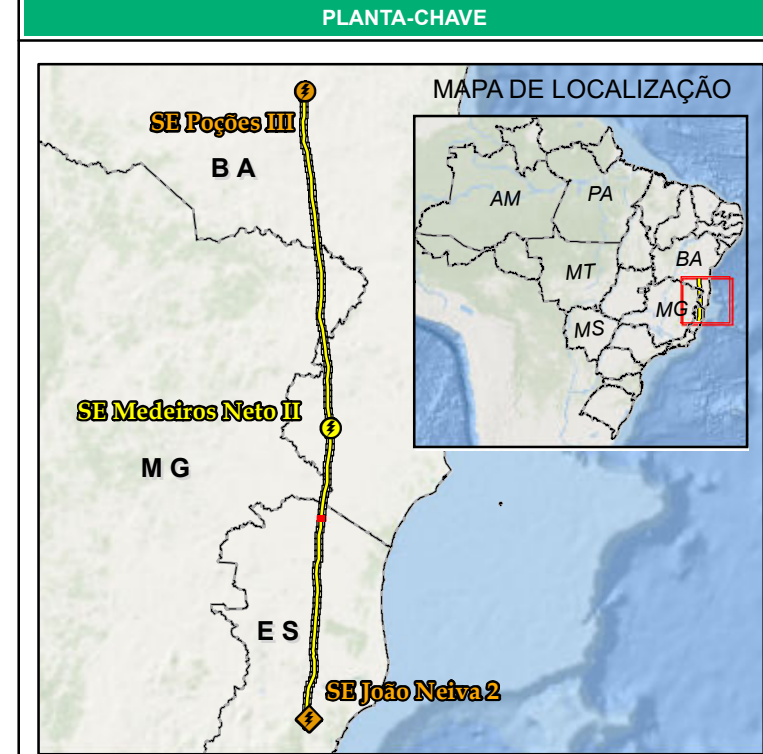 PLANTA-CHAVE
MAPA DE LOCALIZAÇÃO
SE Poções III
B A
AM
PA
BA
MT
MG
MS
SE Medeiros Neto II
M G
E S
SE João Neiva 2